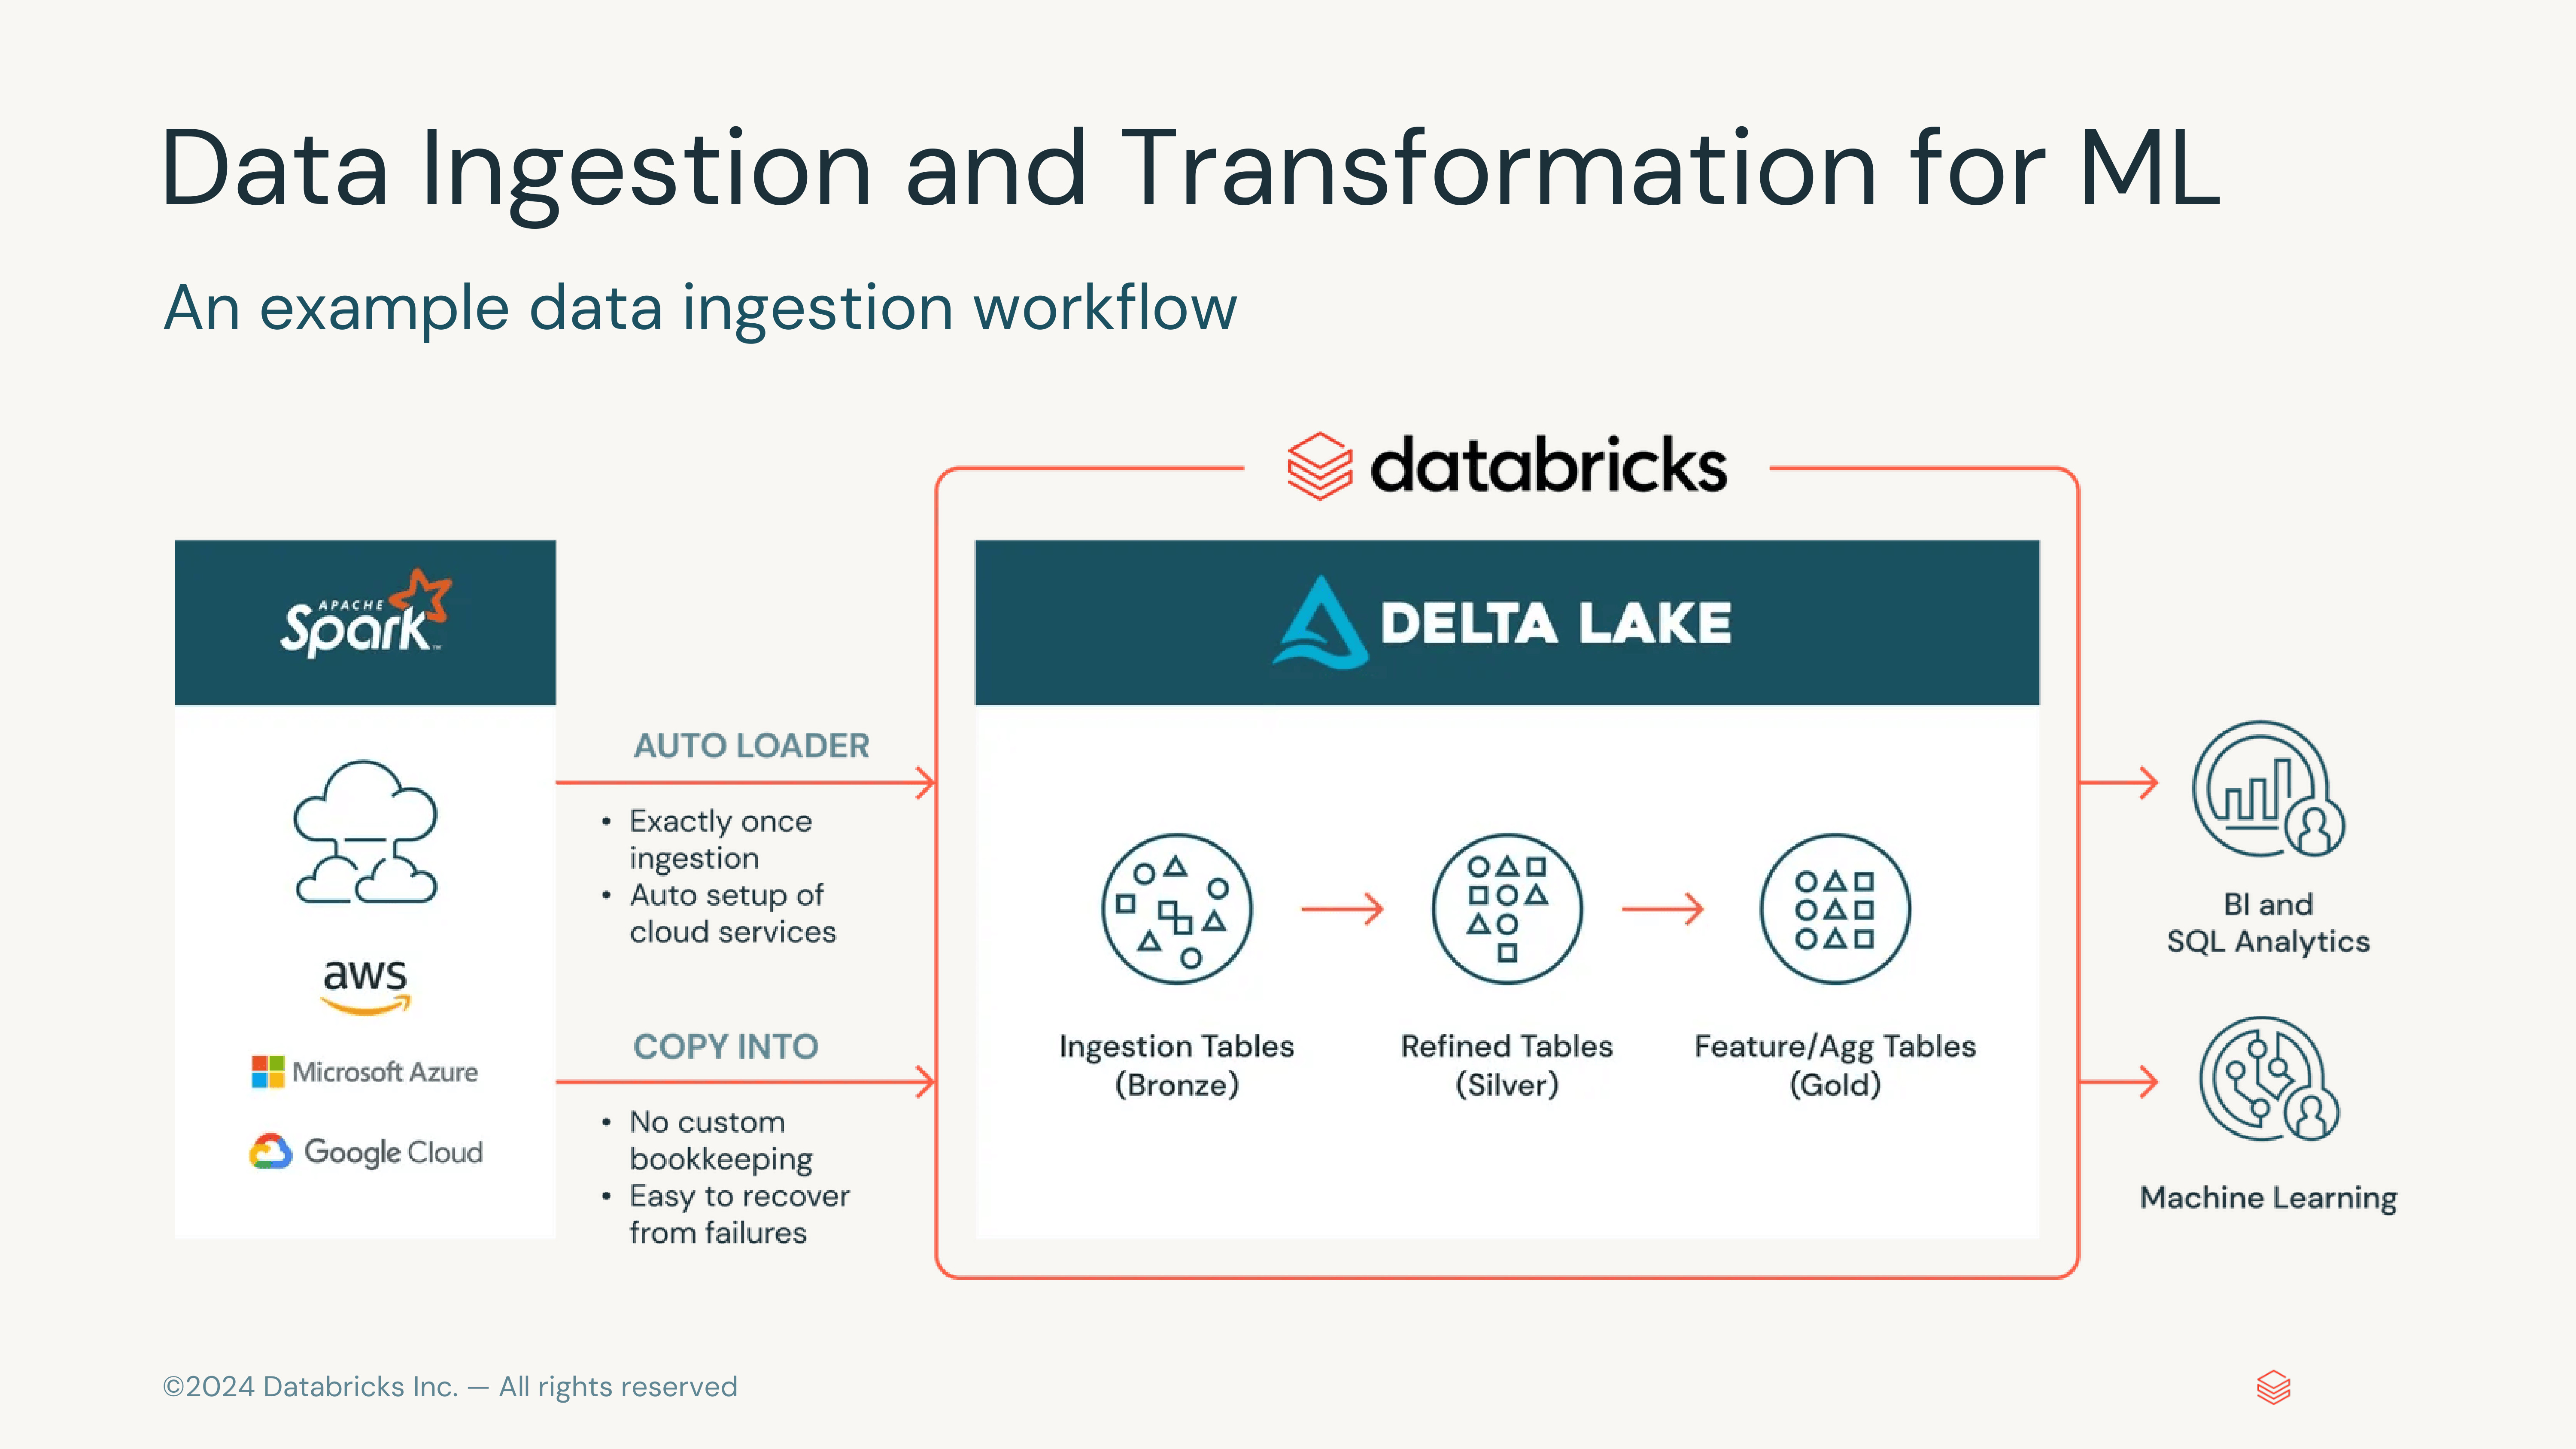 Data Ingestion and Transformation for ML
An example data ingestion workflow
databricks
APACHE
Spark™
DELTA LAKE
AUTO LOADER
• Exactly once
ingestion
• Auto setup of
cloud services
aws
Microsoft Azure
Google Cloud
COPY INTO
• No custom
bookkeeping
• Easy to recover
from failures
Ingestion Tables
(Bronze)
Refined Tables
(Silver)
Feature/Agg Tables
(Gold)
BI and
SQL Analytics
Machine Learning
©2024 Databricks Inc. — All rights reserved